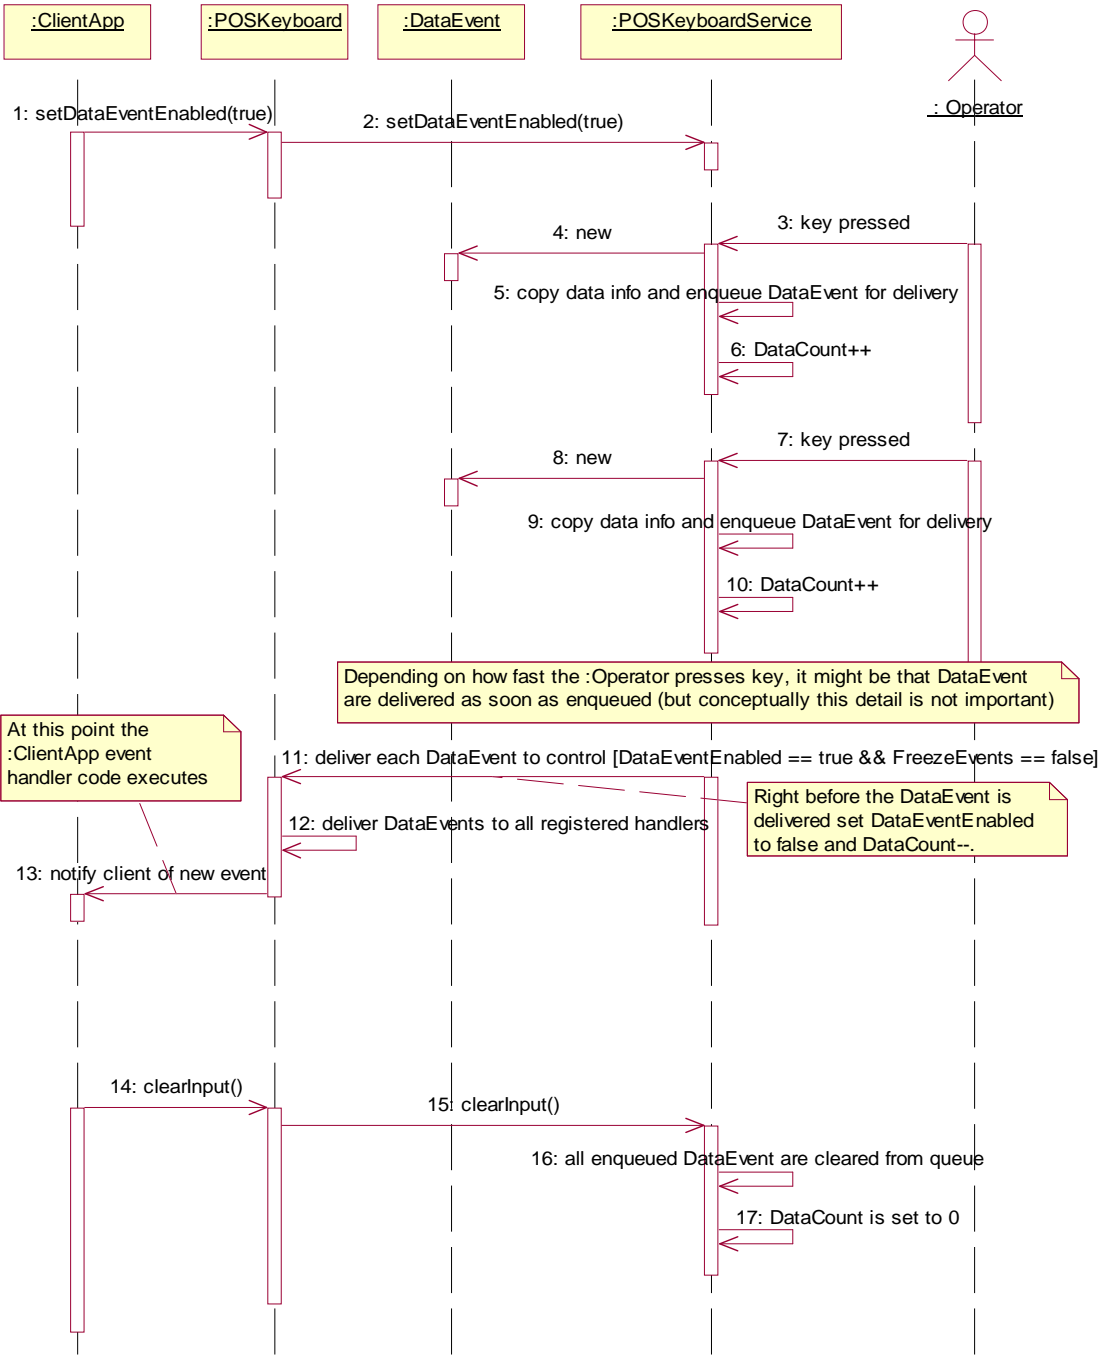 :ClientApp
:POSKeyboard
:DataEvent
:POSKeyboardService
: Operator
1: setDataEventEnabled(true)
2: setDataEventEnabled(true)
3: key pressed
4: new
5: copy data info and enqueue DataEvent for delivery
6: DataCount++
7: key pressed
8: new
9: copy data info and enqueue DataEvent for delivery
10: DataCount++
Depending on how fast the :Operator presses key, it might be that DataEvent
are delivered as soon as enqueued (but conceptually this detail is not important)
At this point the
:ClientApp event
handler code executes
11: deliver each DataEvent to control [DataEventEnabled == true && FreezeEvents == false]
Right before the DataEvent is
delivered set DataEventEnabled
to false and DataCount--.
12: deliver DataEvents to all registered handlers
13: notify client of new event
14: clearInput()
15: clearInput()
16: all enqueued DataEvent are cleared from queue
17: DataCount is set to 0